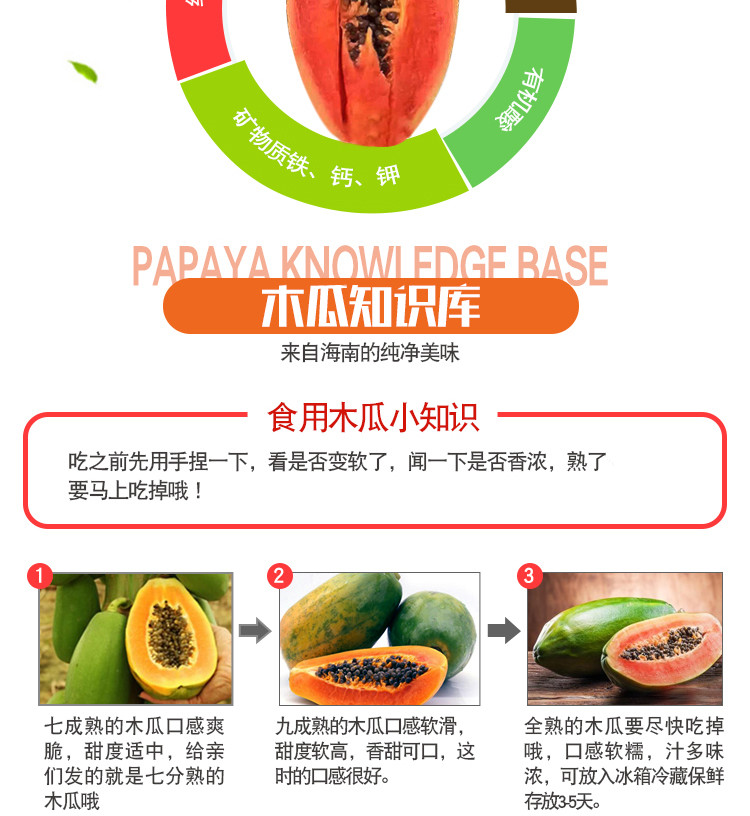 有机酸
矿物质铁、钙、钾
PAPAYA KNOWLEDGE BASE
木瓜知识库
来自海南的纯净美味
食用木瓜小知识
吃之前先用手捏一下，看是否变软了，闻一下是否香浓，熟了
要马上吃掉哦！
1
2
3
七成熟的木瓜口感爽
脆，甜度适中，给亲
们发的就是七分熟的
木瓜哦
九成熟的木瓜口感软滑，
甜度软高，香甜可口，这
时的口感很好。
全熟的木瓜要尽快吃掉
哦，口感软糯，汁多味
浓，可放入冰箱冷藏保鲜
存放3-5天。